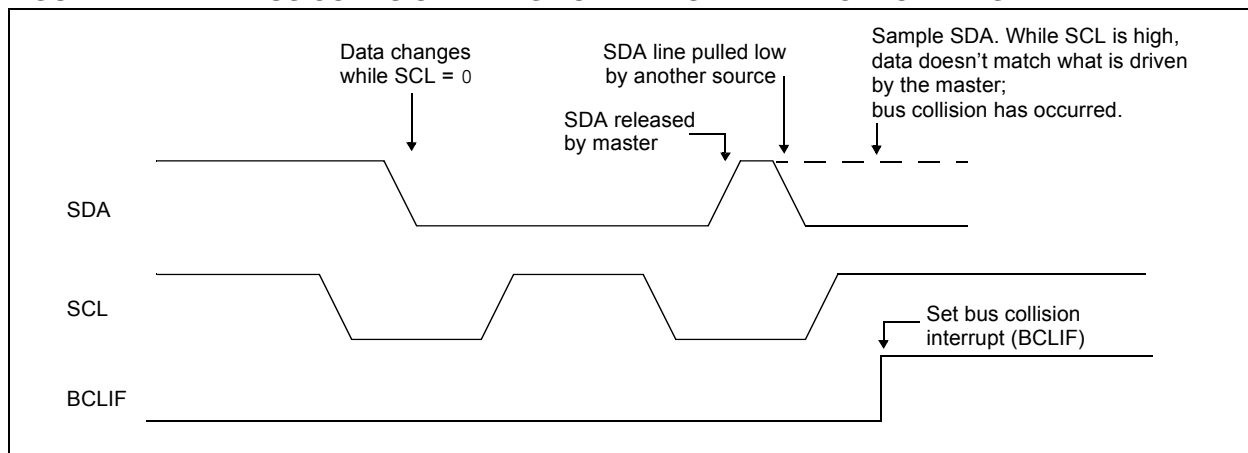 Data changes
while SCL = 0
SDA line pulled low
by another source
Sample SDA. While SCL is high,
data doesn't match what is driven
by the master;
bus collision has occurred.
SDA released
by master
SDA
SCL
Set bus collision
interrupt (BCLIF)
BCLIF